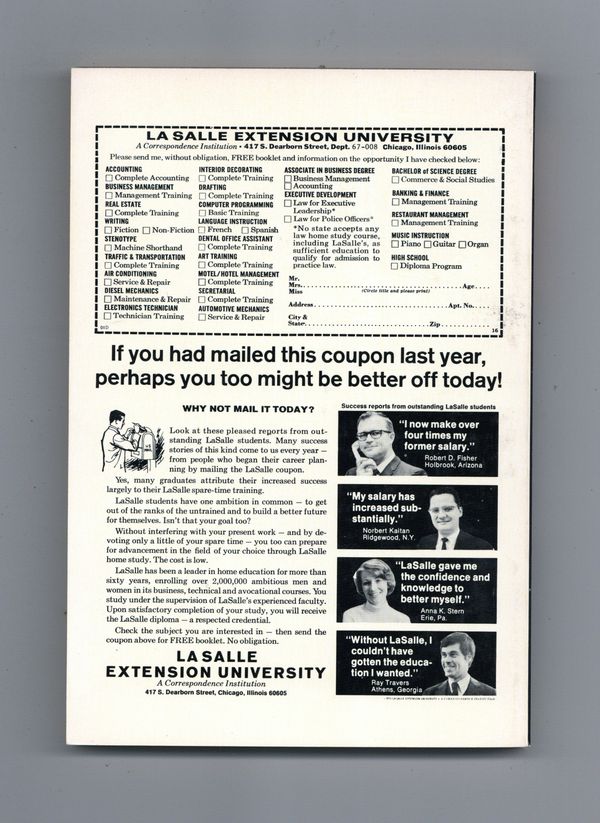 LA SALLE EXTENSION UNIVERSITY
A Correspondence Institution • 417 S. Dearborn Street, Dept. 67-008 Chicago, Illinois 60605
Please send me, without obligation, FREE booklet and information on the opportunity I have checked below:
ACCOUNTING
Complete Accounting
BUSINESS MANAGEMENT
Management Training
REAL ESTATE
Complete Training
WRITING
Fiction Non-Fiction
STENOTYPE
Machine Shorthand
TRAFFIC & TRANSPORTATION
Complete Training
AIR CONDITIONING
Service & Repair
DIESEL MECHANICS
Maintenance & Repair
ELECTRONICS TECHNICIAN
Technician Training
INTERIOR DECORATING
Complete Training
DRAFTING
Complete Training
COMPUTER PROGRAMMING
Basic Training
LANGUAGE INSTRUCTION
French Spanish
DENTAL OFFICE ASSISTANT
Complete Training
ART TRAINING
Complete Training
MOTEL/HOTEL MANAGEMENT
Complete Training
SECRETARIAL
Complete Training
AUTOMOTIVE MECHANICS
Service & Repair
ASSOCIATE IN BUSINESS DEGREE
Business Management
Accounting
EXECUTIVE DEVELOPMENT
Law for Executive
Leadership*
Law for Police Officers*
*No state accepts any
law home study course,
including LaSalle's, as
sufficient education to
qualify for admission to
practice law.
BACHELOR of SCIENCE DEGREE
Commerce & Social Studies
BANKING & FINANCE
Management Training
RESTAURANT MANAGEMENT
Management Training
MUSIC INSTRUCTION
Piano Guitar Organ
HIGH SCHOOL
Diploma Program
Mr.
Mrs. Age
Miss (Circle title and please print)
Address Apt. No.
City &
State Zip
16
If you had mailed this coupon last year,
perhaps you too might be better off today!
WHY NOT MAIL IT TODAY?
Look at these pleased reports from out-
standing LaSalle students. Many success
stories of this kind come to us every year —
from people who began their career plan-
ning by mailing the LaSalle coupon.
Yes, many graduates attribute their increased success
largely to their LaSalle spare-time training.
LaSalle students have one ambition in common — to get
out of the ranks of the untrained and to build a better future
for themselves. Isn't that your goal too?
Without interfering with your present work — and by de-
voting only a little of your spare time — you too can prepare
for advancement in the field of your choice through LaSalle
home study. The cost is low.
LaSalle has been a leader in home education for more than
sixty years, enrolling over 2,000,000 ambitious men and
women in its business, technical and avocational courses. You
study under the supervision of LaSalle's experienced faculty.
Upon satisfactory completion of your study, you will receive
the LaSalle diploma — a respected credential.
Check the subject you are interested in — then send the
coupon above for FREE booklet. No obligation.
LA SALLE
EXTENSION UNIVERSITY
A Correspondence Institution
417 S. Dearborn Street, Chicago, Illinois 60605
Success reports from outstanding LaSalle students
"I now make over
four times my
former salary."
Robert D. Fisher
Holbrook, Arizona
"My salary has
increased sub-
stantially."
Norbert Kaitan
Ridgewood, N.Y.
"LaSalle gave me
the confidence and
knowledge to
better myself."
Anna K. Stern
Erie, Pa.
"Without LaSalle, I
couldn't have
gotten the educa-
tion I wanted."
Ray Travers
Athens, Georgia